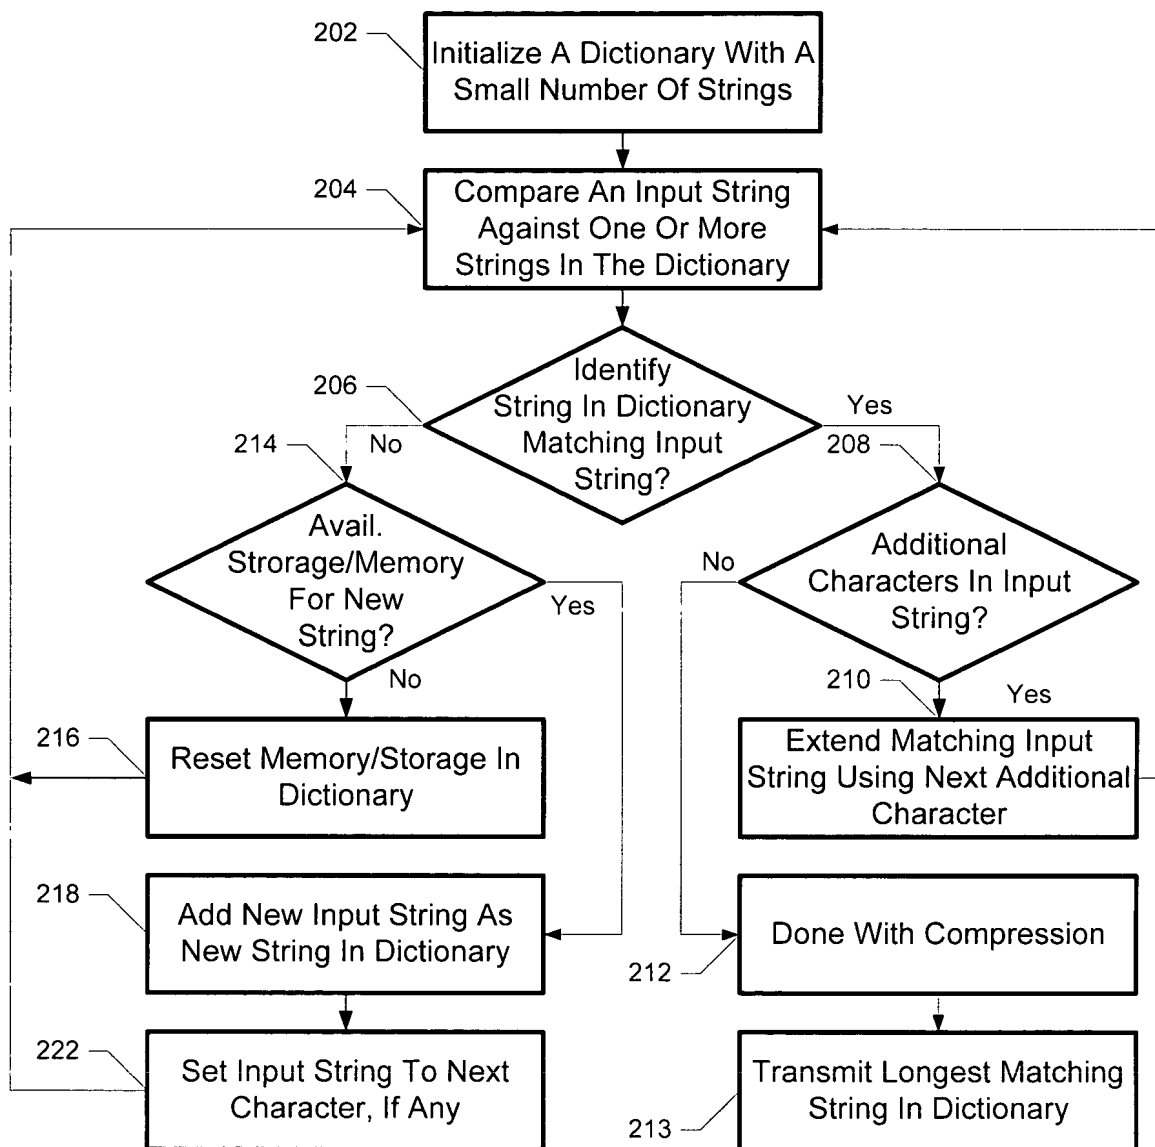 202
Initialize A Dictionary With A
Small Number Of Strings
204
Compare An Input String
Against One Or More
Strings In The Dictionary
206
Identify
String In Dictionary
Matching Input
String?
No
Yes
214
Avail.
Strorage/Memory
For New
String?
Yes
No
208
Additional
Characters In Input
String?
No
Yes
216
Reset Memory/Storage In
Dictionary
210
Extend Matching Input
String Using Next Additional
Character
218
Add New Input String As
New String In Dictionary
212
Done With Compression
222
Set Input String To Next
Character, If Any
213
Transmit Longest Matching
String In Dictionary